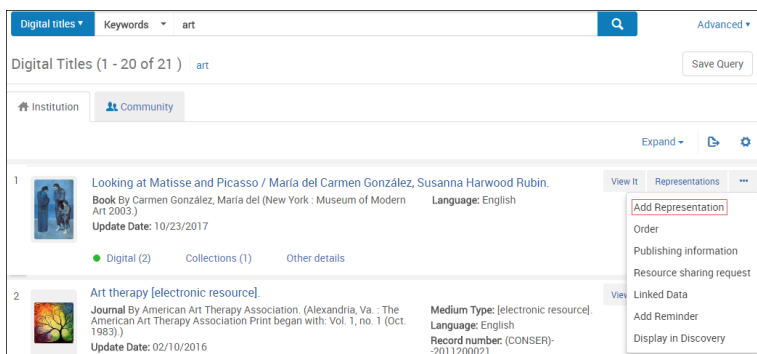 Digital titles Keywords art Advanced
Digital Titles (1 - 20 of 21 ) art Save Query
Institution Community
Expand
1 Looking at Matisse and Picasso / María del Carmen González, Susanna Harwood Rubin. View It Representations ...
Book By Carmen González, María del (New York : Museum of Modern Language: English
Art 2003.)
Update Date: 10/23/2017
Digital (2) Collections (1) Other details
Add Representation
Order
Publishing information
Resource sharing request
Linked Data
Add Reminder
Display in Discovery
2 Art therapy [electronic resource].
Journal By American Art Therapy Association. (Alexandria, Va. : The Medium Type: [electronic resource].
American Art Therapy Association Print began with: Vol. 1, no. 1 (Oct. Language: English
1983).) Record number: (CONSER)-
Update Date: 02/10/2016 -2011200021